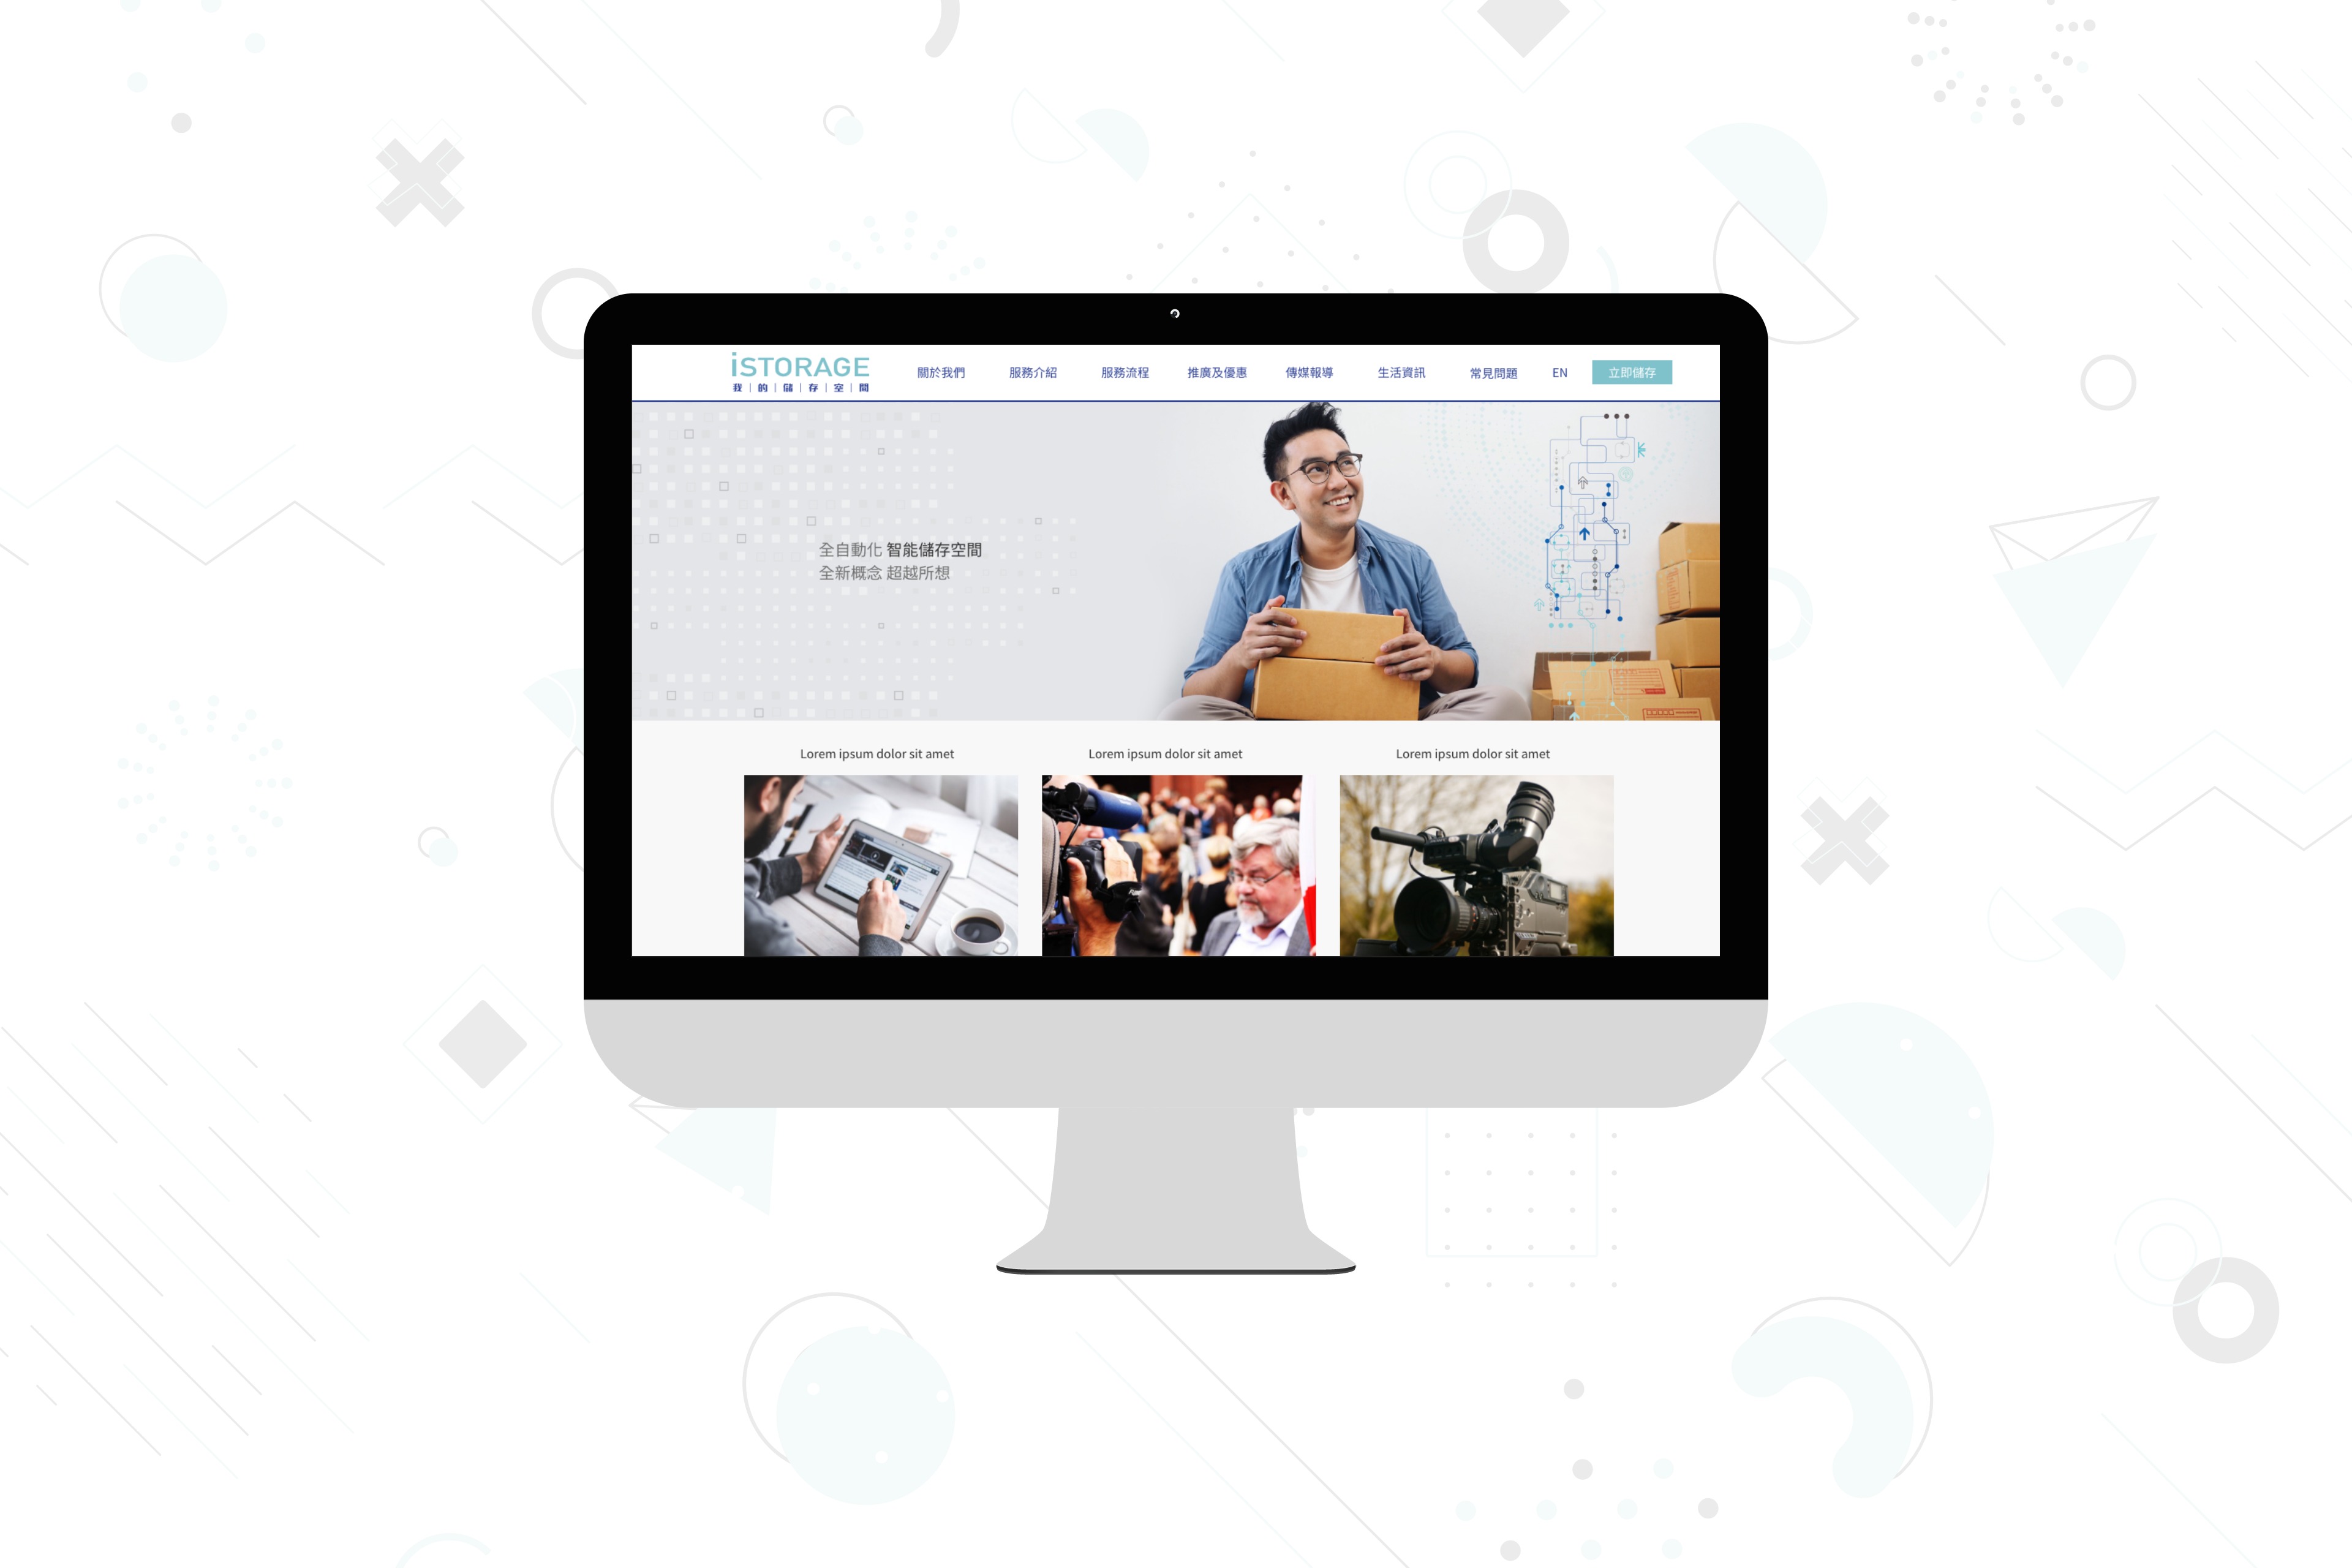 iSTORAGE
我|的|儲|存|空|間
關於我們 服務介紹 服務流程 推廣及優惠 傳媒報導 生活資訊 常見問題 EN 立即儲存
全自動化 智能儲存空間
全新概念 超越所想
Lorem ipsum dolor sit amet
Lorem ipsum dolor sit amet
Lorem ipsum dolor sit amet